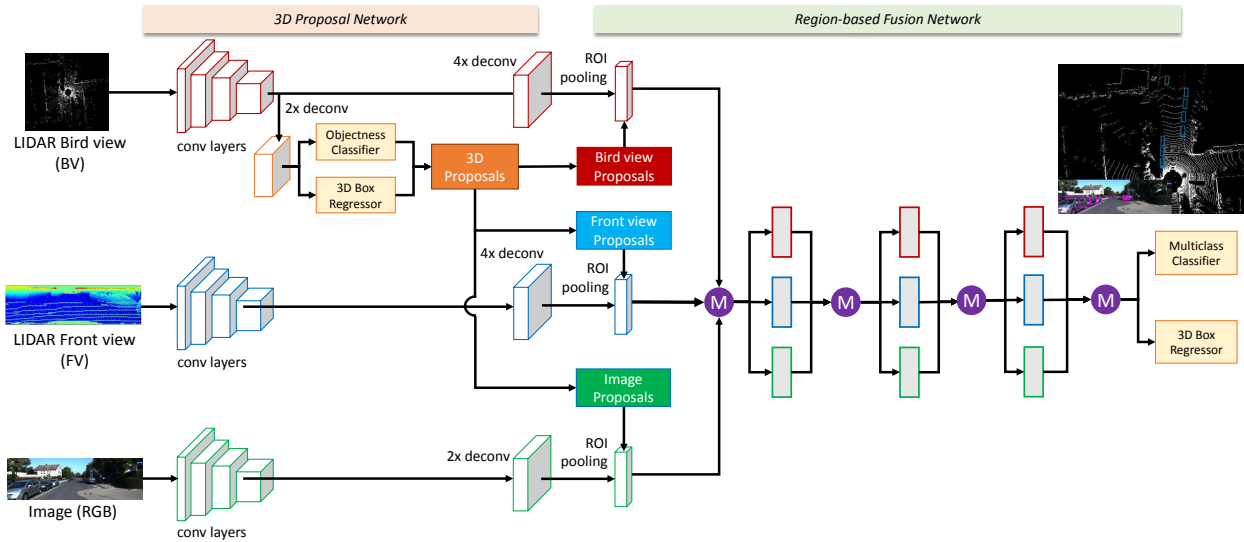 3D Proposal Network
Region-based Fusion Network
LIDAR Bird view
(BV)
conv layers
2x deconv
4x deconv
ROI
pooling
Objectness
Classifier
3D Box
Regressor
3D
Proposals
Bird view
Proposals
Front view
Proposals
LIDAR Front view
(FV)
conv layers
4x deconv
ROI
pooling
M
M
M
M
Multiclass
Classifier
3D Box
Regressor
Image
Proposals
Image (RGB)
conv layers
2x deconv
ROI
pooling